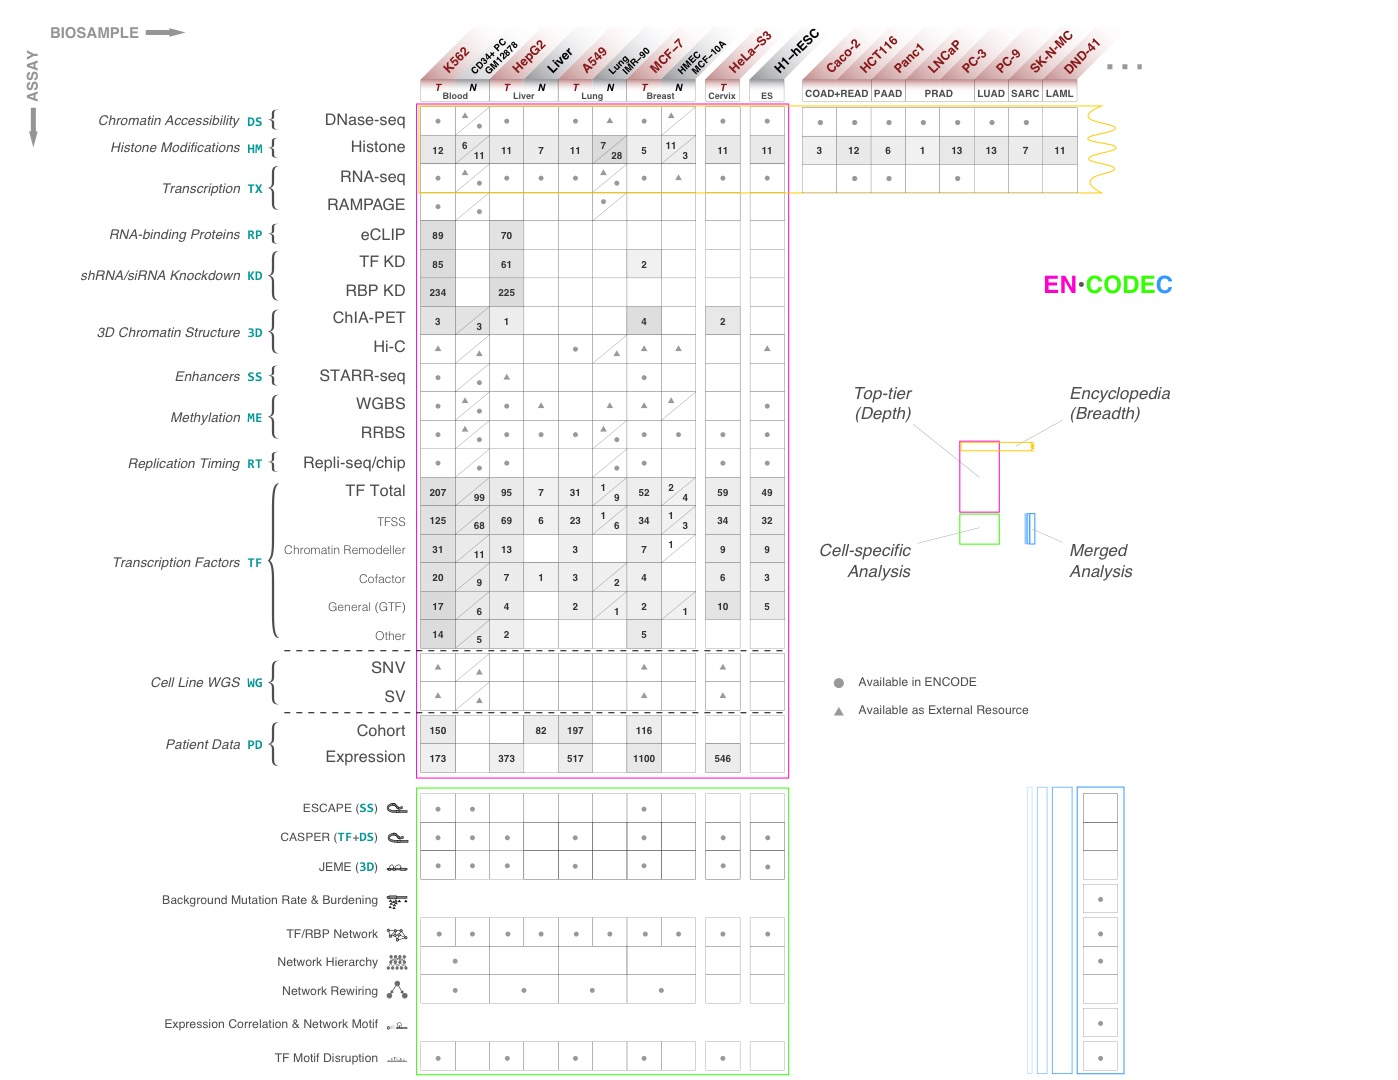 BIOSAMPLE
ASSAY
K562
CD34+ PC
GM12878
HepG2
Liver
A549
Lung
IMR-90
MCF-7
HMEC
MCF-10A
HeLa-S3
H1-hESC
Caco-2
HCT116
Panc1
LNCaP
PC-3
PC-9
SK-N-MC
DND-41
...
T N T N T N T N T
Blood Liver Lung Breast Cervix ES COAD+READ PAAD PRAD LUAD SARC LAML
Chromatin Accessibility DS { DNase-seq
Histone Modifications HM { Histone 12 6 11 11 7 11 7 28 5 11 3 11 11 3 12 6 1 13 13 7 11
Transcription TX { RNA-seq
RAMPAGE
RNA-binding Proteins RP { eCLIP 89 70
shRNA/siRNA Knockdown KD { TF KD 85 61 2
RBP KD 234 225
3D Chromatin Structure 3D { ChIA-PET 3 3 1 4 2
Hi-C
Enhancers SS { STARR-seq
Methylation ME { WGBS
RRBS
Replication Timing RT { Repli-seq/chip
Transcription Factors TF { TF Total 207 99 95 7 31 1 9 52 2 4 59 49
TFSS 125 68 69 6 23 1 6 34 1 3 34 32
Chromatin Remodeller 31 11 13 3 7 1 9 9
Cofactor 20 9 7 1 3 2 4 6 3
General (GTF) 17 6 4 2 1 2 1 10 5
Other 14 5 2 5
Cell Line WGS WG { SNV
SV
Patient Data PD { Cohort 150 82 197 116
Expression 173 373 517 1100 546
EN·CODEC
Top-tier
(Depth)
Encyclopedia
(Breadth)
Cell-specific
Analysis
Merged
Analysis
Available in ENCODE
Available as External Resource
ESCAPE (SS)
CASPER (TF+DS)
JEME (3D)
Background Mutation Rate & Burdening
TF/RBP Network
Network Hierarchy
Network Rewiring
Expression Correlation & Network Motif
TF Motif Disruption